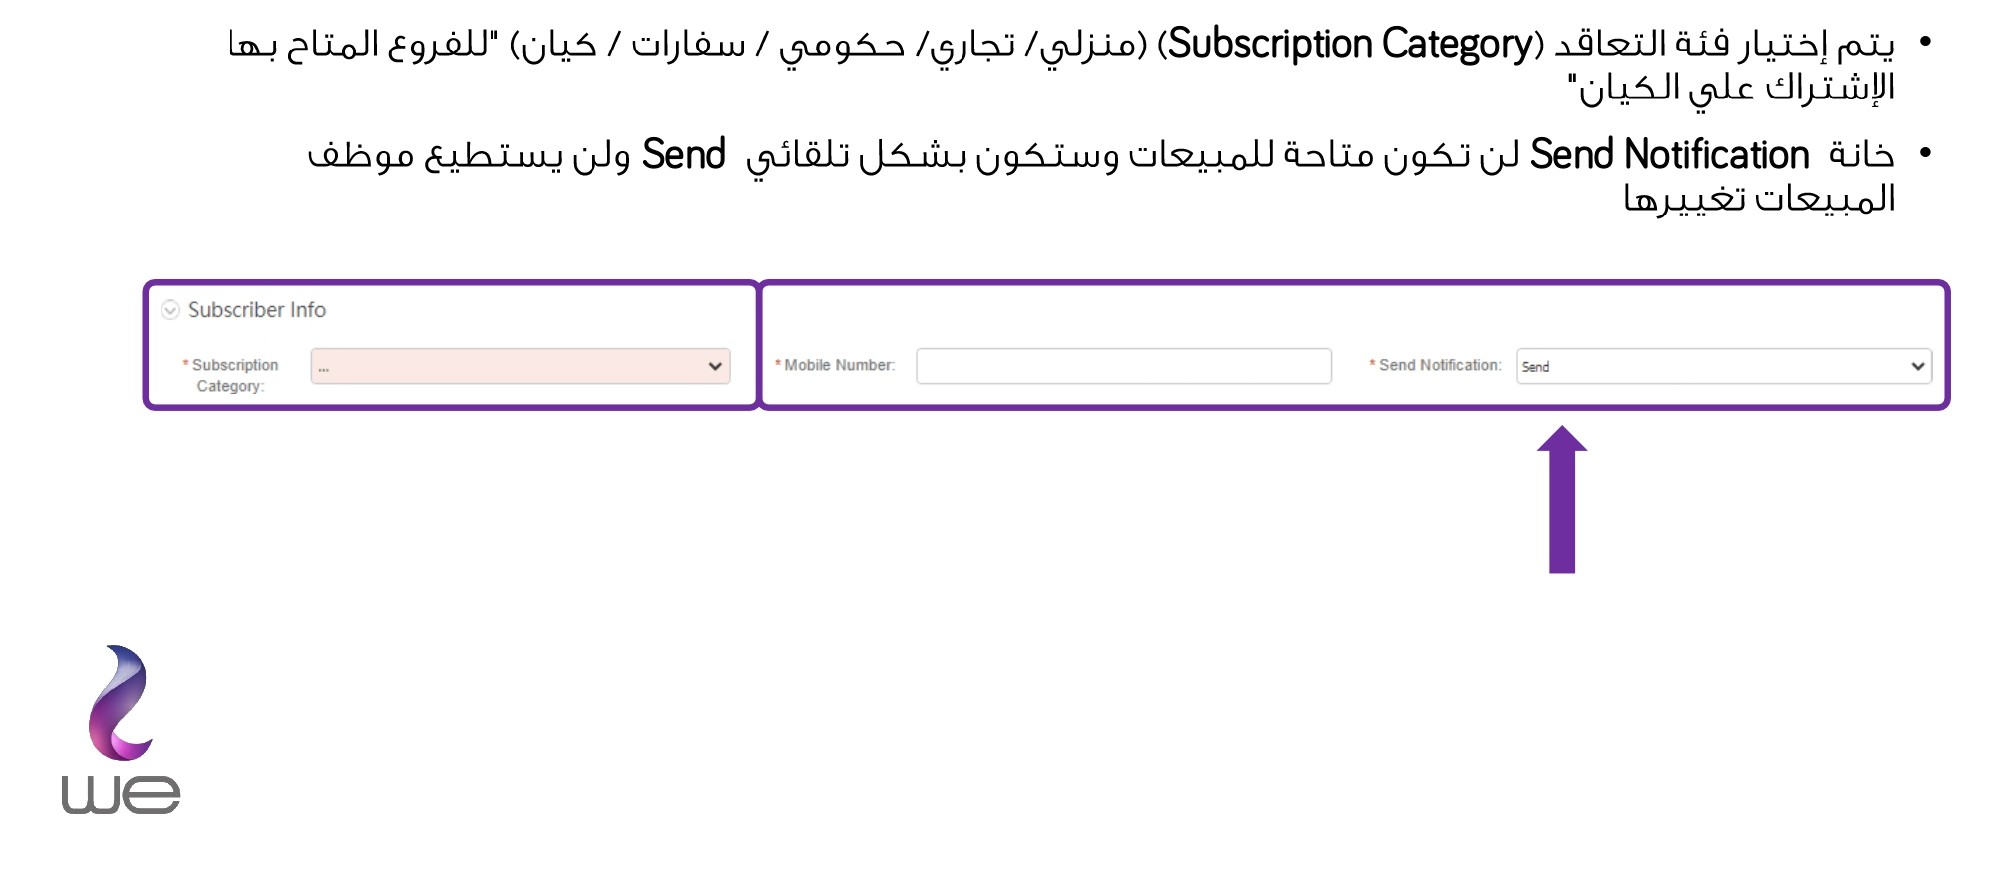 • يتم إختيار فئة التعاقد (Subscription Category) (منزلي/ تجاري/ حكومي / سفارات / كيان) "للفروع المتاح بها
الإشتراك علي الكيان"
• خانة Send Notification لن تكون متاحة للمبيعات وستكون بشكل تلقائي Send ولن يستطيع موظف
المبيعات تغييرها
Subscriber Info
* Subscription Category: ...
* Mobile Number:
* Send Notification: Send
we